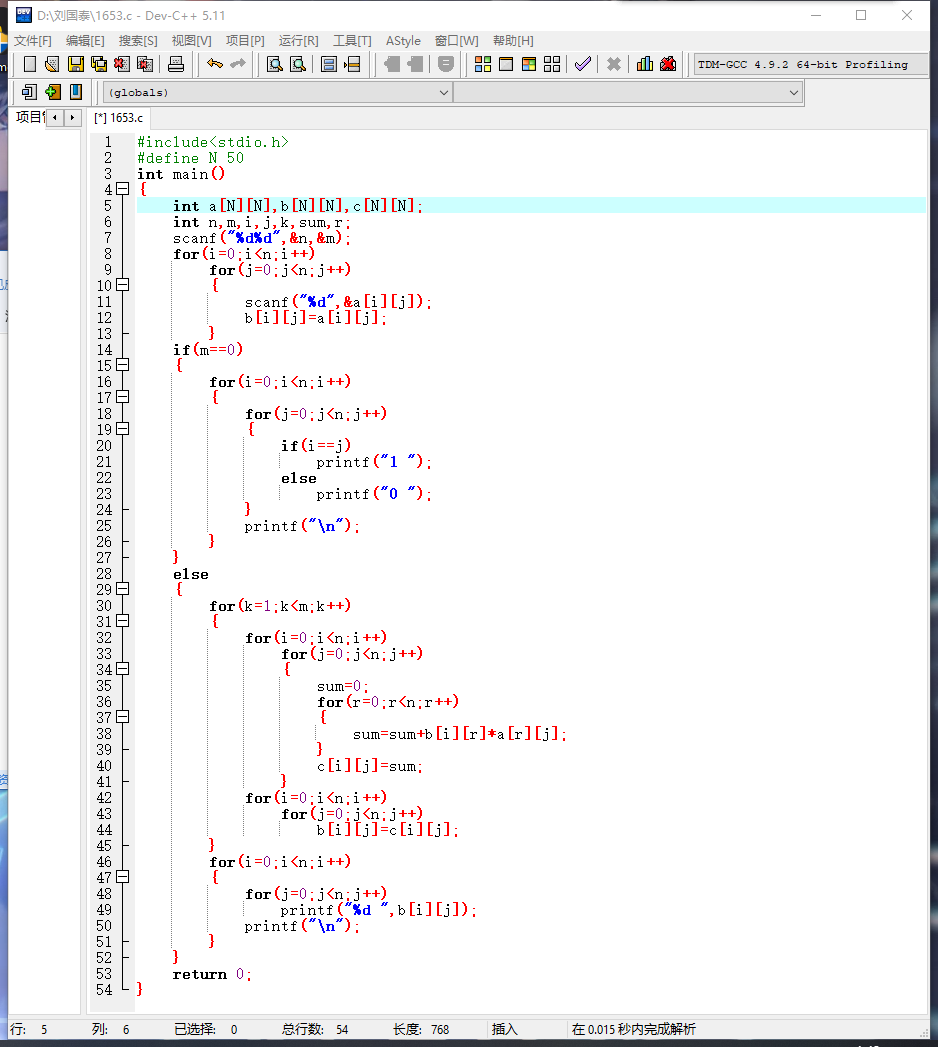 D:\刘国泰\1653.c - Dev-C++ 5.11
文件[F] 编辑[E] 搜索[S] 视图[V] 项目[P] 运行[R] 工具[T] AStyle 窗口[W] 帮助[H]
TDM-GCC 4.9.2 64-bit Profiling
(globals)
项目管
[*] 1653.c
1 #include<stdio.h>
2 #define N 50
3 int main()
4 {
5     int a[N][N],b[N][N],c[N][N];
6     int n,m,i,j,k,sum,r;
7     scanf("%d%d",&n,&m);
8     for(i=0;i<n;i++)
9         for(j=0;j<n;j++)
10         {
11             scanf("%d",&a[i][j]);
12             b[i][j]=a[i][j];
13         }
14     if(m==0)
15     {
16         for(i=0;i<n;i++)
17         {
18             for(j=0;j<n;j++)
19             {
20                 if(i==j)
21                     printf("1 ");
22                 else
23                     printf("0 ");
24             }
25             printf("\n");
26         }
27     }
28     else
29     {
30         for(k=1;k<m;k++)
31         {
32             for(i=0;i<n;i++)
33                 for(j=0;j<n;j++)
34                 {
35                     sum=0;
36                     for(r=0;r<n;r++)
37                     {
38                         sum=sum+b[i][r]*a[r][j];
39                     }
40                     c[i][j]=sum;
41                 }
42             for(i=0;i<n;i++)
43                 for(j=0;j<n;j++)
44                     b[i][j]=c[i][j];
45         }
46         for(i=0;i<n;i++)
47         {
48             for(j=0;j<n;j++)
49                 printf("%d ",b[i][j]);
50             printf("\n");
51         }
52     }
53     return 0;
54 }
行: 5 列: 6 已选择: 0 总行数: 54 长度: 768 插入 在 0.015 秒内完成解析